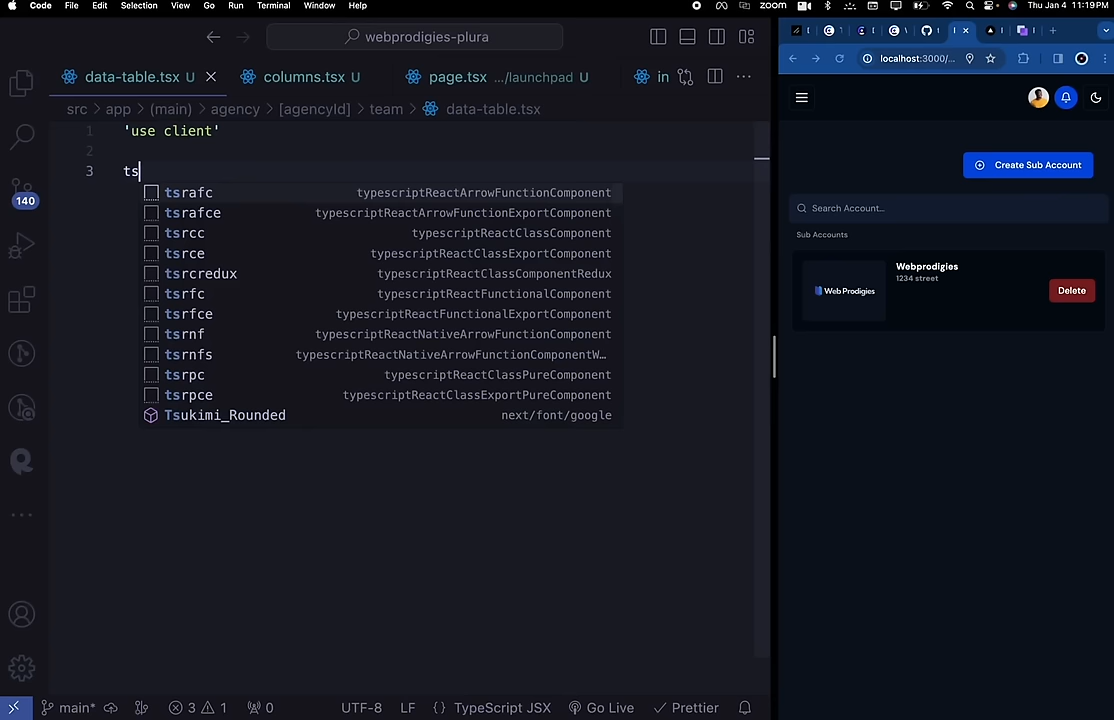 Code File Edit Selection View Go Run Terminal Window Help
zoom
Thu Jan 4 11:19 PM
webprodigies-plura
data-table.tsx U
columns.tsx U
page.tsx .../launchpad U
in
src > app > (main) > agency > [agencyId] > team > data-table.tsx
1 'use client'
2
3 ts
tsrafc typescriptReactArrowFunctionComponent
tsrafce typescriptReactArrowFunctionExportComponent
tsrcc typescriptReactClassComponent
tsrce typescriptReactClassExportComponent
tsrcredux typescriptReactClassComponentRedux
tsrfc typescriptReactFunctionalComponent
tsrfce typescriptReactFunctionalExportComponent
tsrnf typescriptReactNativeArrowFunctionComponent
tsrnfs typescriptReactNativeArrowFunctionComponentW…
tsrpc typescriptReactClassPureComponent
tsrpce typescriptReactClassExportPureComponent
Tsukimi_Rounded next/font/google
140
main* 3 1 0 UTF-8 LF {} TypeScript JSX Go Live Prettier
localhost:3000/...
Create Sub Account
Search Account...
Sub Accounts
Web Prodigies
Webprodigies
1234 street
Delete